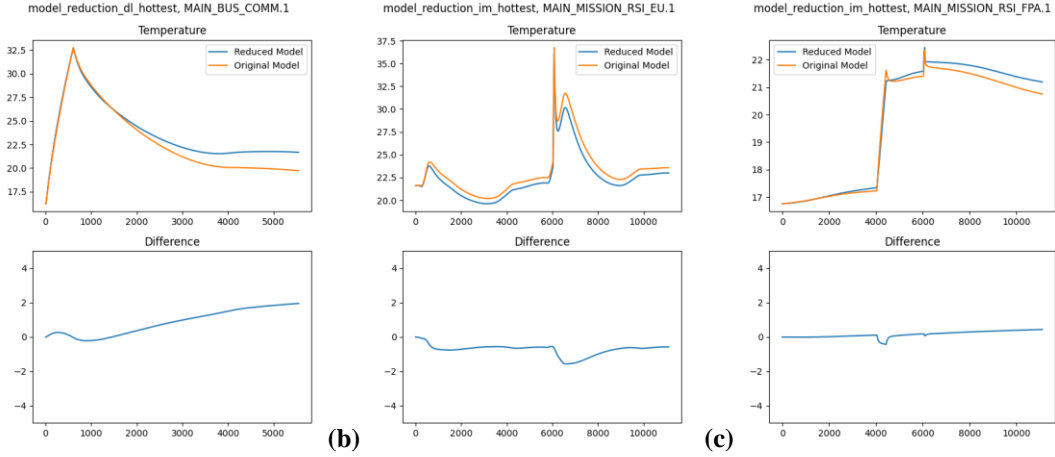 model_reduction_dl_hottest, MAIN_BUS_COMM.1
Temperature
32.5
30.0
27.5
25.0
22.5
20.0
17.5
Reduced Model
Original Model
0 1000 2000 3000 4000 5000
Difference
4
2
0
−2
−4
0 1000 2000 3000 4000 5000
(b)
model_reduction_im_hottest, MAIN_MISSION_RSI_EU.1
Temperature
37.5
35.0
32.5
30.0
27.5
25.0
22.5
20.0
Reduced Model
Original Model
0 2000 4000 6000 8000 10000
Difference
4
2
0
−2
−4
0 2000 4000 6000 8000 10000
(c)
model_reduction_im_hottest, MAIN_MISSION_RSI_FPA.1
Temperature
22
21
20
19
18
17
Reduced Model
Original Model
0 2000 4000 6000 8000 10000
Difference
4
2
0
−2
−4
0 2000 4000 6000 8000 10000